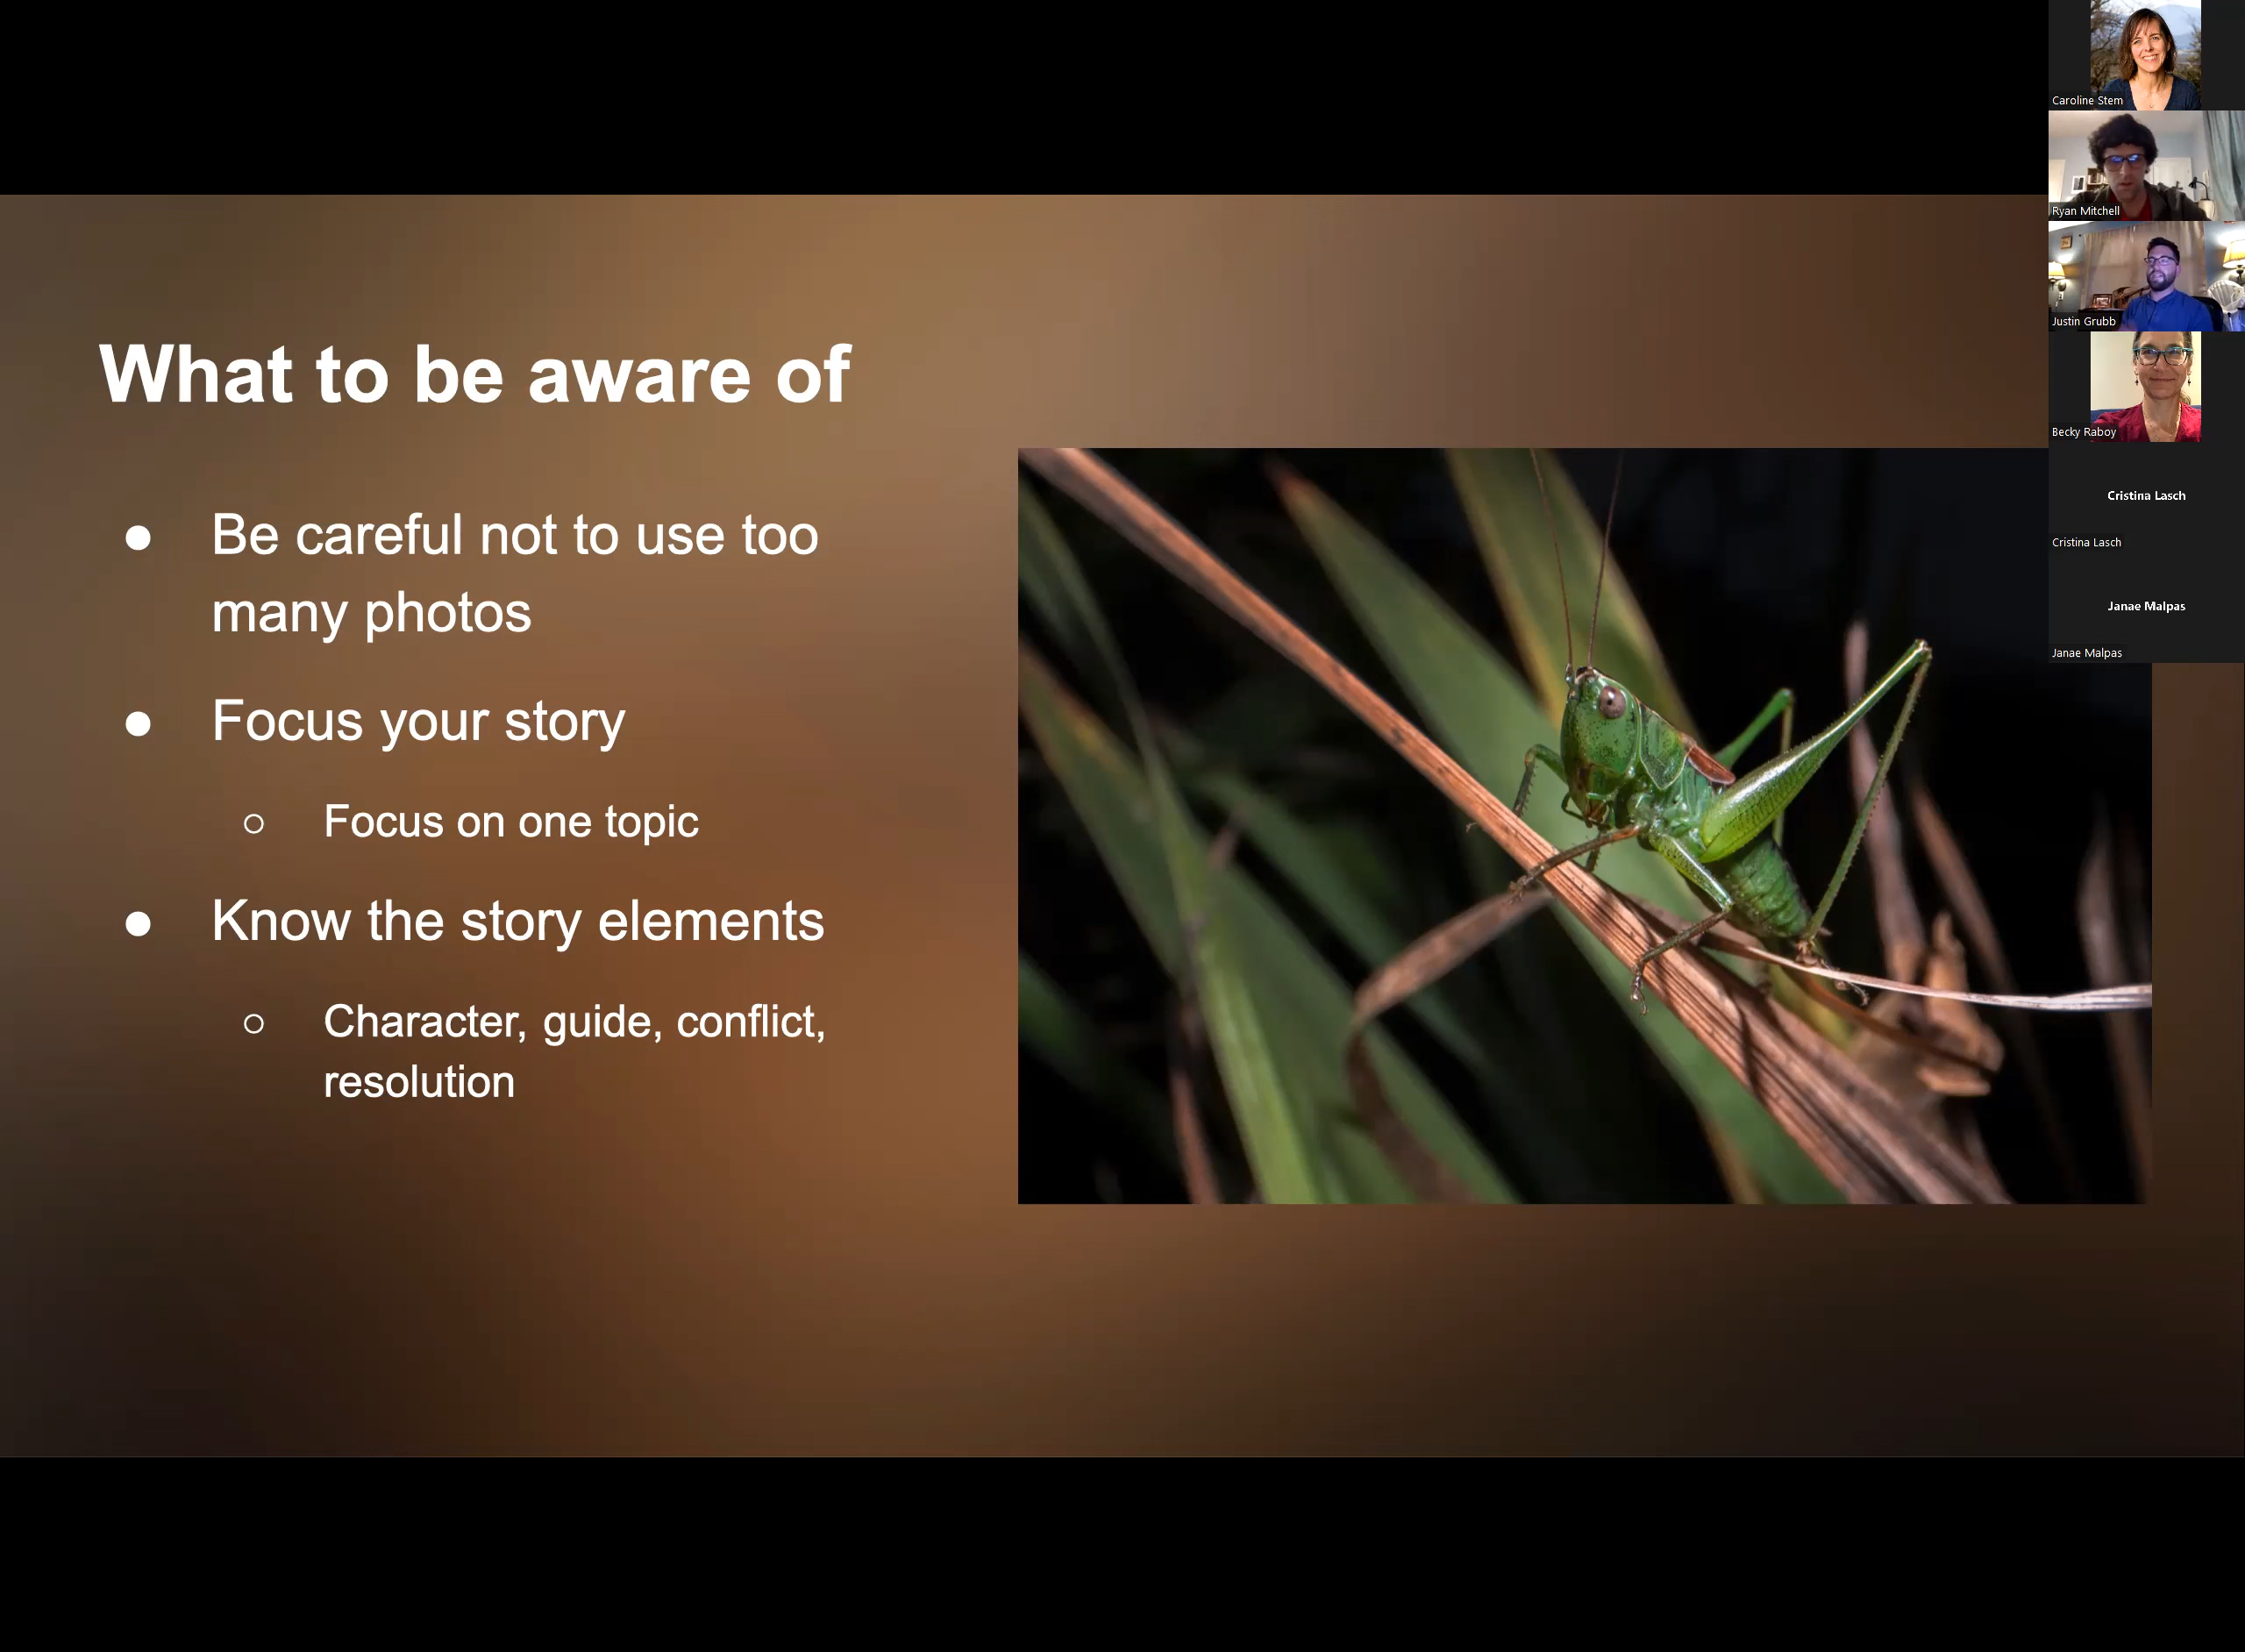 What to be aware of
● Be careful not to use too
many photos
● Focus your story
○ Focus on one topic
● Know the story elements
○ Character, guide, conflict,
resolution
Caroline Stem
Ryan Mitchell
Justin Grubb
Becky Raboy
Cristina Lasch
Cristina Lasch
Janae Malpas
Janae Malpas